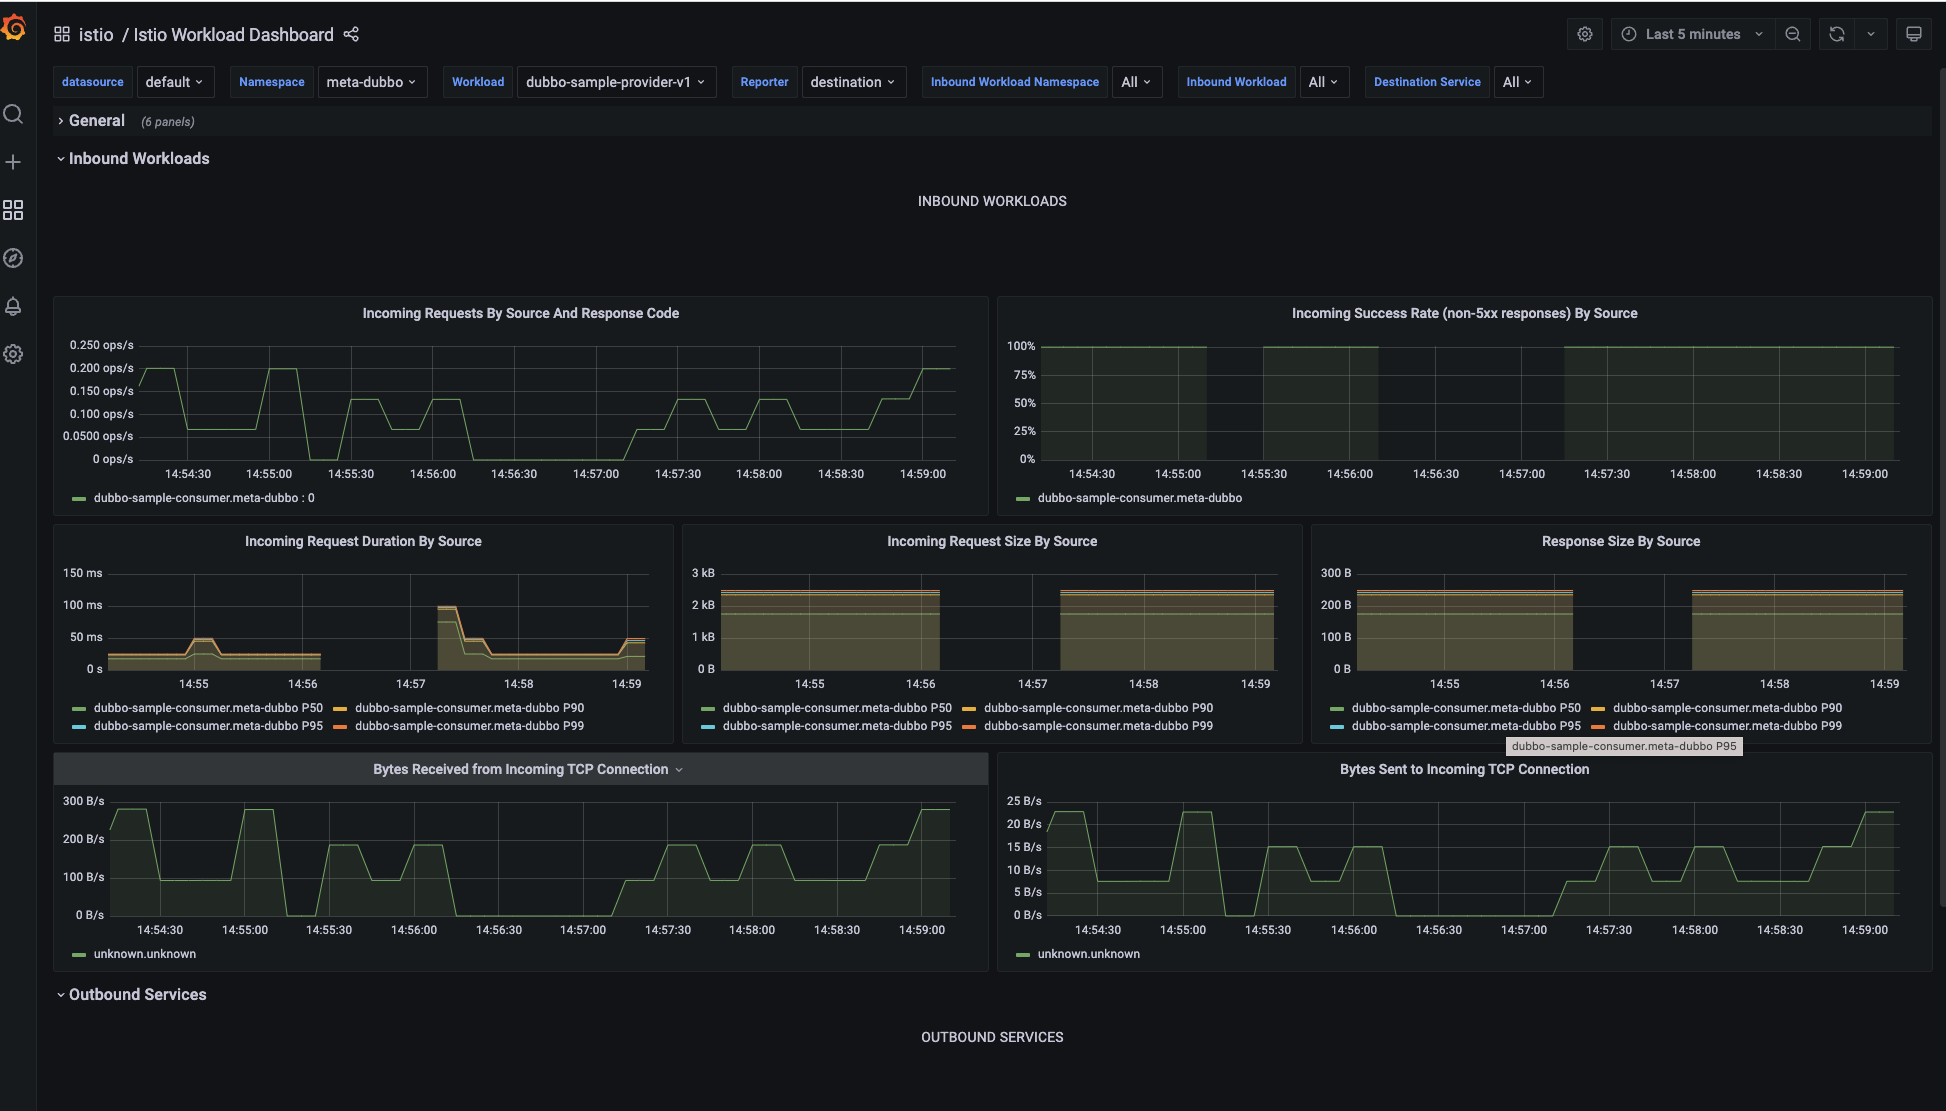 istio / Istio Workload Dashboard
Last 5 minutes
datasource default Namespace meta-dubbo Workload dubbo-sample-provider-v1 Reporter destination Inbound Workload Namespace All Inbound Workload All Destination Service All
General (6 panels)
Inbound Workloads
INBOUND WORKLOADS
Incoming Requests By Source And Response Code
0.250 ops/s
0.200 ops/s
0.150 ops/s
0.100 ops/s
0.0500 ops/s
0 ops/s
14:54:30 14:55:00 14:55:30 14:56:00 14:56:30 14:57:00 14:57:30 14:58:00 14:58:30 14:59:00
dubbo-sample-consumer.meta-dubbo : 0
Incoming Success Rate (non-5xx responses) By Source
100%
75%
50%
25%
0%
14:54:30 14:55:00 14:55:30 14:56:00 14:56:30 14:57:00 14:57:30 14:58:00 14:58:30 14:59:00
dubbo-sample-consumer.meta-dubbo
Incoming Request Duration By Source
150 ms
100 ms
50 ms
0 s
14:55 14:56 14:57 14:58 14:59
dubbo-sample-consumer.meta-dubbo P50 dubbo-sample-consumer.meta-dubbo P90
dubbo-sample-consumer.meta-dubbo P95 dubbo-sample-consumer.meta-dubbo P99
Incoming Request Size By Source
3 kB
2 kB
1 kB
0 B
14:55 14:56 14:57 14:58 14:59
dubbo-sample-consumer.meta-dubbo P50 dubbo-sample-consumer.meta-dubbo P90
dubbo-sample-consumer.meta-dubbo P95 dubbo-sample-consumer.meta-dubbo P99
Response Size By Source
300 B
200 B
100 B
0 B
14:55 14:56 14:57 14:58 14:59
dubbo-sample-consumer.meta-dubbo P50 dubbo-sample-consumer.meta-dubbo P90
dubbo-sample-consumer.meta-dubbo P95 dubbo-sample-consumer.meta-dubbo P99
dubbo-sample-consumer.meta-dubbo P95
Bytes Received from Incoming TCP Connection
300 B/s
200 B/s
100 B/s
0 B/s
14:54:30 14:55:00 14:55:30 14:56:00 14:56:30 14:57:00 14:57:30 14:58:00 14:58:30 14:59:00
unknown.unknown
Bytes Sent to Incoming TCP Connection
25 B/s
20 B/s
15 B/s
10 B/s
5 B/s
0 B/s
14:54:30 14:55:00 14:55:30 14:56:00 14:56:30 14:57:00 14:57:30 14:58:00 14:58:30 14:59:00
unknown.unknown
Outbound Services
OUTBOUND SERVICES